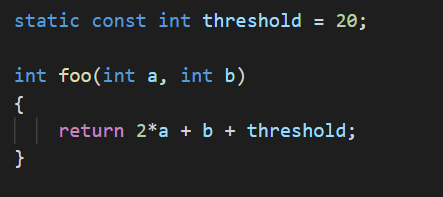 static const int threshold = 20;
int foo(int a, int b)
{
return 2*a + b + threshold;
}